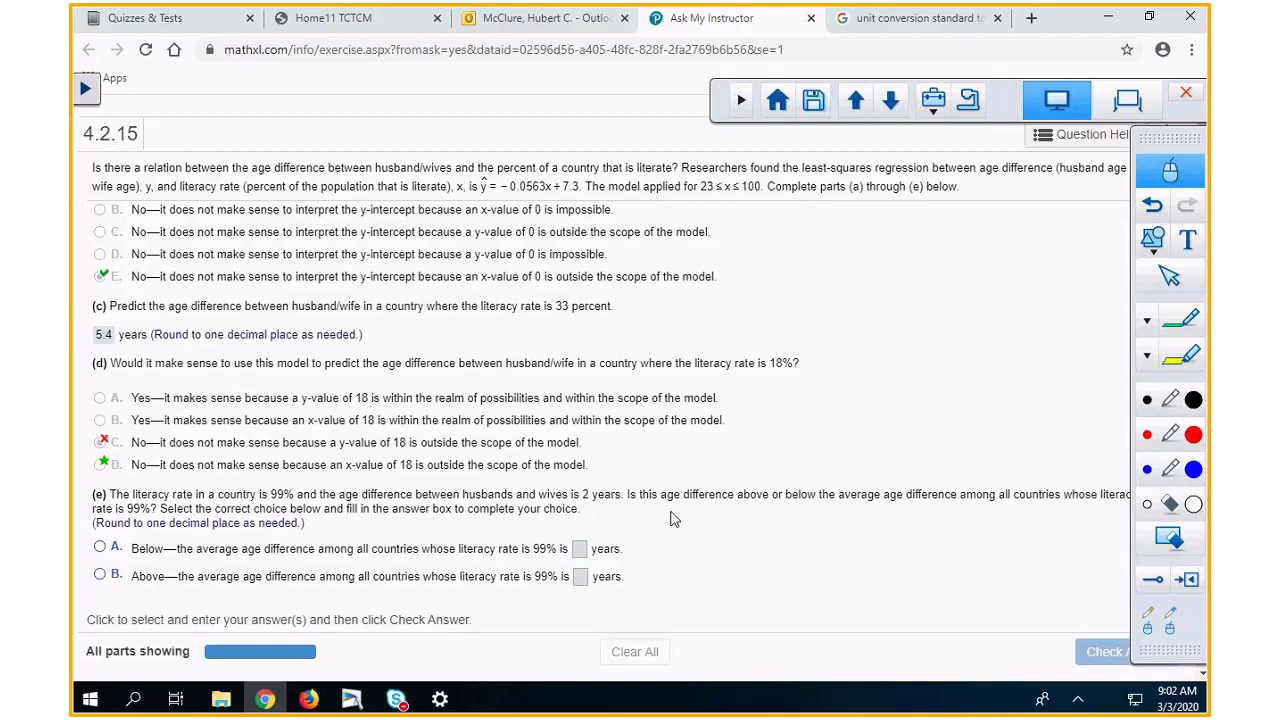 Quizzes & Tests
Home11 TCTCM
McClure, Hubert C. - Outlo
Ask My Instructor
unit conversion standard to
mathxl.com/info/exercise.aspx?fromask=yes&dataid=02596d56-a405-48fc-828f-2fa2769b6b56&se=1
Apps
4.2.15
Question Hel
Is there a relation between the age difference between husband/wives and the percent of a country that is literate? Researchers found the least-squares regression between age difference (husband age
wife age), y, and literacy rate (percent of the population that is literate), x, is ŷ = − 0.0563x + 7.3. The model applied for 23 ≤ x ≤ 100. Complete parts (a) through (e) below.
B. No—it does not make sense to interpret the y-intercept because an x-value of 0 is impossible.
C. No—it does not make sense to interpret the y-intercept because a y-value of 0 is outside the scope of the model.
D. No—it does not make sense to interpret the y-intercept because a y-value of 0 is impossible.
E. No—it does not make sense to interpret the y-intercept because an x-value of 0 is outside the scope of the model.
(c) Predict the age difference between husband/wife in a country where the literacy rate is 33 percent.
5.4 years (Round to one decimal place as needed.)
(d) Would it make sense to use this model to predict the age difference between husband/wife in a country where the literacy rate is 18%?
A. Yes—it makes sense because a y-value of 18 is within the realm of possibilities and within the scope of the model.
B. Yes—it makes sense because an x-value of 18 is within the realm of possibilities and within the scope of the model.
C. No—it does not make sense because a y-value of 18 is outside the scope of the model.
D. No—it does not make sense because an x-value of 18 is outside the scope of the model.
(e) The literacy rate in a country is 99% and the age difference between husbands and wives is 2 years. Is this age difference above or below the average age difference among all countries whose literac
rate is 99%? Select the correct choice below and fill in the answer box to complete your choice.
(Round to one decimal place as needed.)
A. Below—the average age difference among all countries whose literacy rate is 99% is years.
B. Above—the average age difference among all countries whose literacy rate is 99% is years.
Click to select and enter your answer(s) and then click Check Answer.
All parts showing
Clear All
Check A
T
9:02 AM
3/3/2020